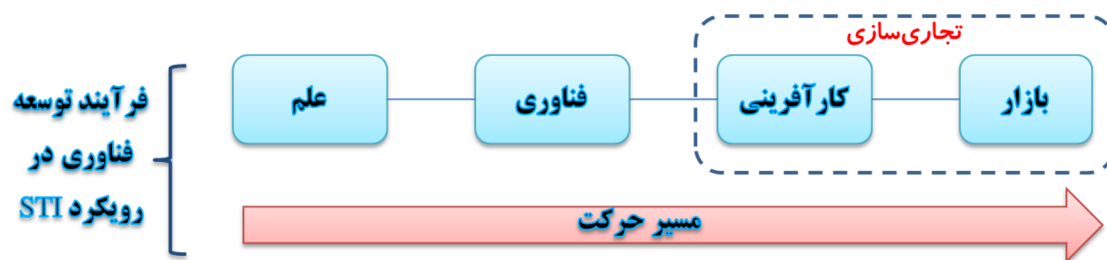 تجاری‌سازی
علم
فناوری
کارآفرینی
بازار
فرآیند توسعه
فناوری در
رویکرد STI
مسیر حرکت